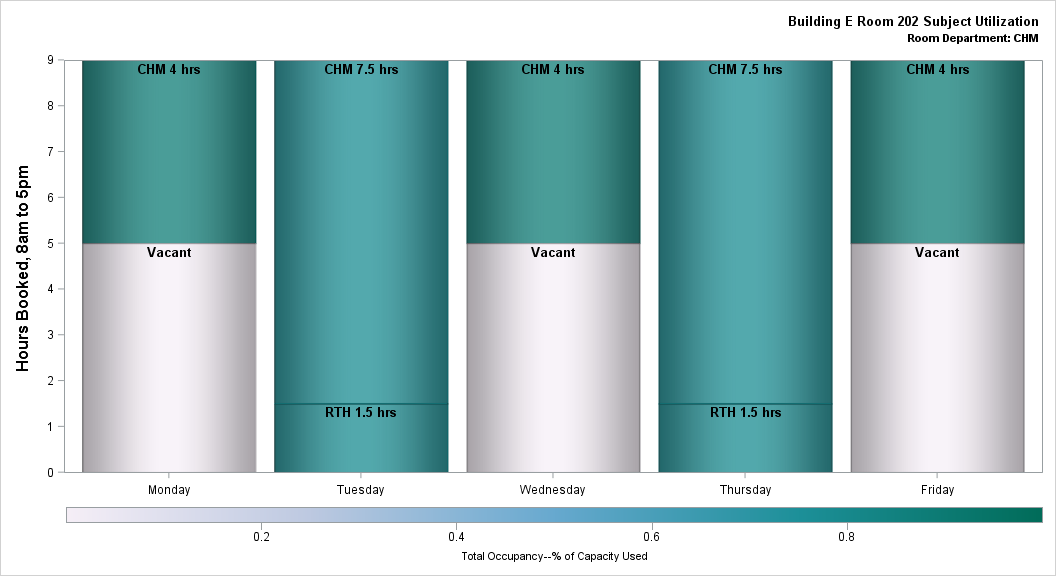 Building E Room 202 Subject Utilization
Room Department: CHM
Hours Booked, 8am to 5pm
9
8
7
6
5
4
3
2
1
0
CHM 4 hrs
CHM 7.5 hrs
CHM 4 hrs
CHM 7.5 hrs
CHM 4 hrs
Vacant
Vacant
Vacant
RTH 1.5 hrs
RTH 1.5 hrs
Monday
Tuesday
Wednesday
Thursday
Friday
0.2
0.4
0.6
0.8
Total Occupancy--% of Capacity Used